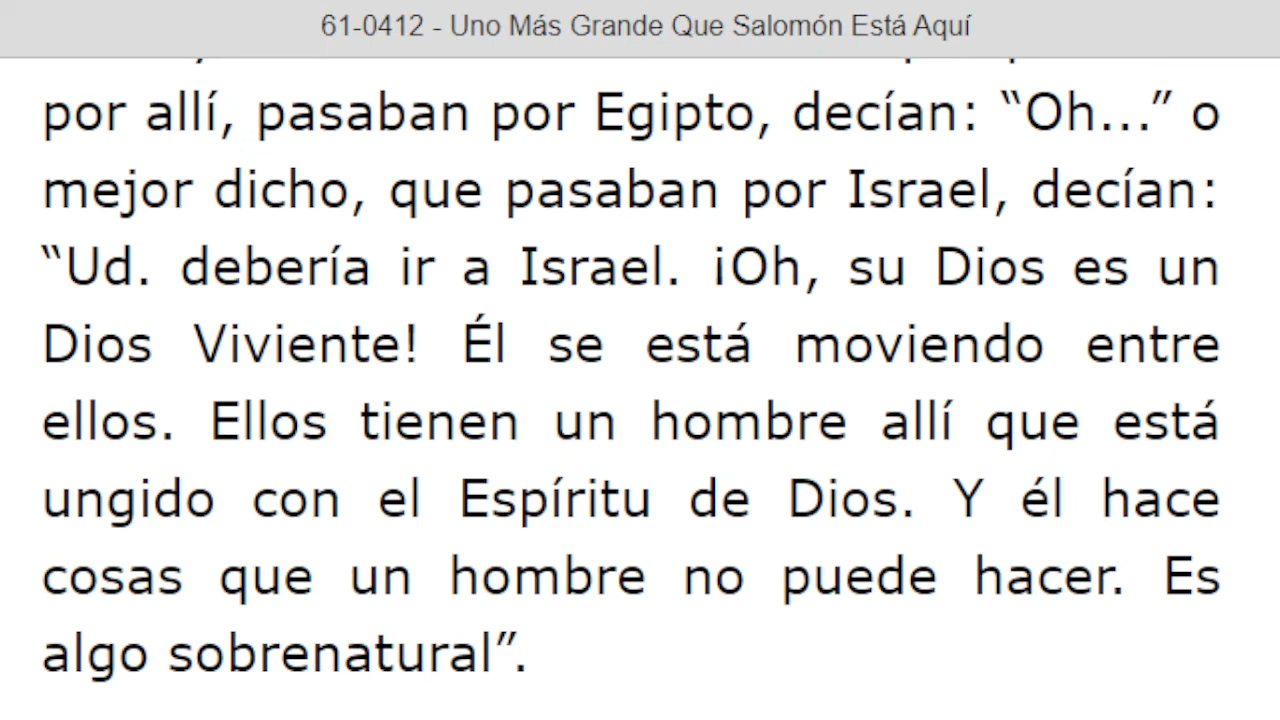 61-0412 - Uno Más Grande Que Salomón Está Aquí
por allí, pasaban por Egipto, decían: “Oh...” o
mejor dicho, que pasaban por Israel, decían:
“Ud. debería ir a Israel. ¡Oh, su Dios es un
Dios Viviente! Él se está moviendo entre
ellos. Ellos tienen un hombre allí que está
ungido con el Espíritu de Dios. Y él hace
cosas que un hombre no puede hacer. Es
algo sobrenatural”.